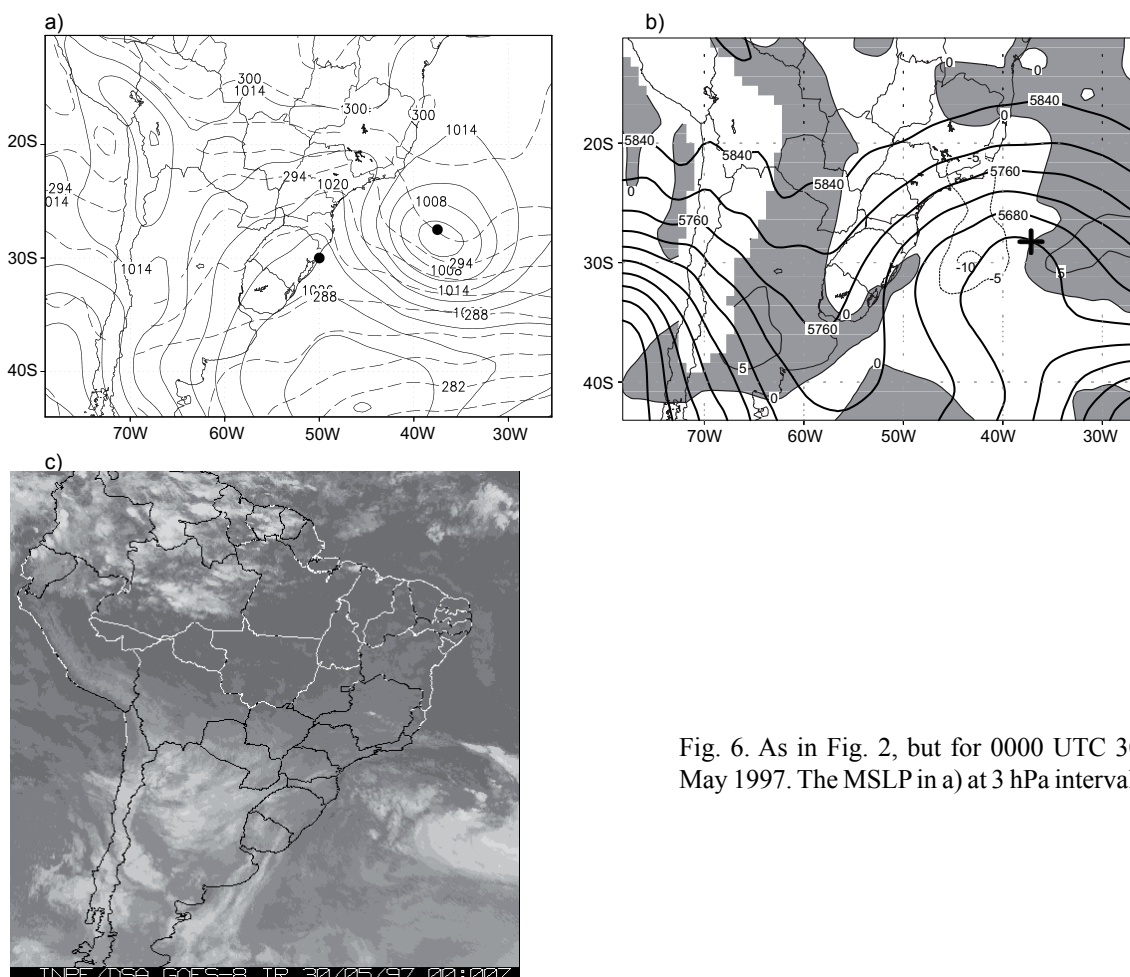 a)
300
1014
300
300
1014
20S
294
1020
294
014
1008
30S
1014
1008
294
1014
288
288
40S
282
70W
60W
50W
40W
30W
b)
0
0
5840
0
20S
5840
5840
-5
5840
5760
0
5760
5680
30S
-10
-5
5
0
5760
0
5
40S
0
70W
60W
50W
40W
30W
c)
INPE/DSA GOES-8 IR 30/05/97 00:00Z
Fig. 6. As in Fig. 2, but for 0000 UTC 30
May 1997. The MSLP in a) at 3 hPa interval